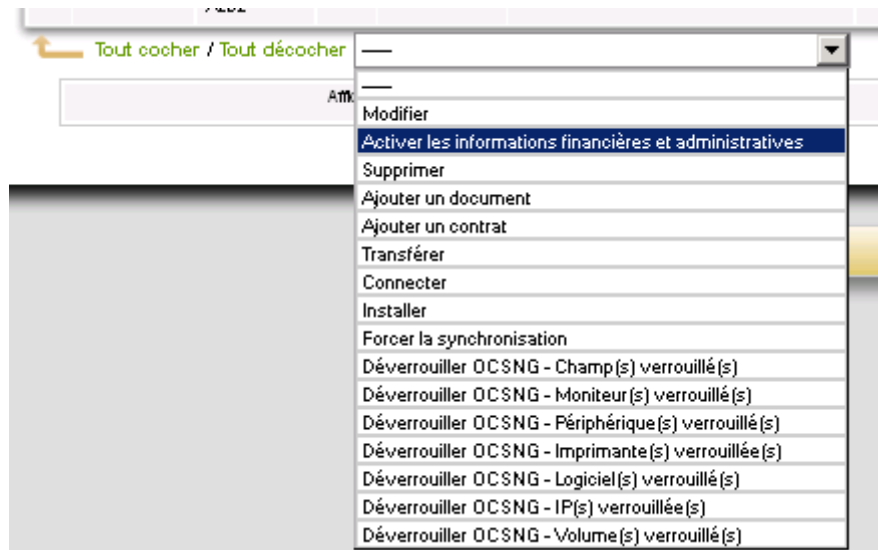 Tout cocher / Tout décocher —
—
Modifier
Activer les informations financières et administratives
Supprimer
Ajouter un document
Ajouter un contrat
Transférer
Connecter
Installer
Forcer la synchronisation
Déverrouiller OCSNG - Champ(s) verrouillé(s)
Déverrouiller OCSNG - Moniteur(s) verrouillé(s)
Déverrouiller OCSNG - Périphérique(s) verrouillé(s)
Déverrouiller OCSNG - Imprimante(s) verrouillée(s)
Déverrouiller OCSNG - Logiciel(s) verrouillé(s)
Déverrouiller OCSNG - IP(s) verrouillée(s)
Déverrouiller OCSNG - Volume(s) verrouillé(s)